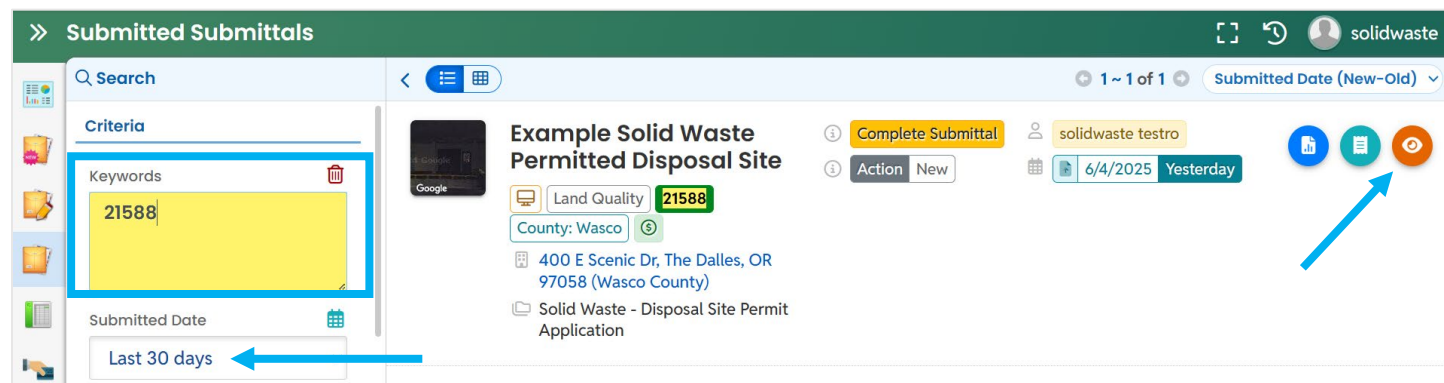 Submitted Submittals
solidwaste
Search
1 ~ 1 of 1
Submitted Date (New-Old)
Criteria
Keywords
21588
Submitted Date
Last 30 days
Google
Example Solid Waste
Permitted Disposal Site
Land Quality 21588
County: Wasco
400 E Scenic Dr, The Dalles, OR
97058 (Wasco County)
Solid Waste - Disposal Site Permit
Application
Complete Submittal
Action New
solidwaste testro
6/4/2025 Yesterday